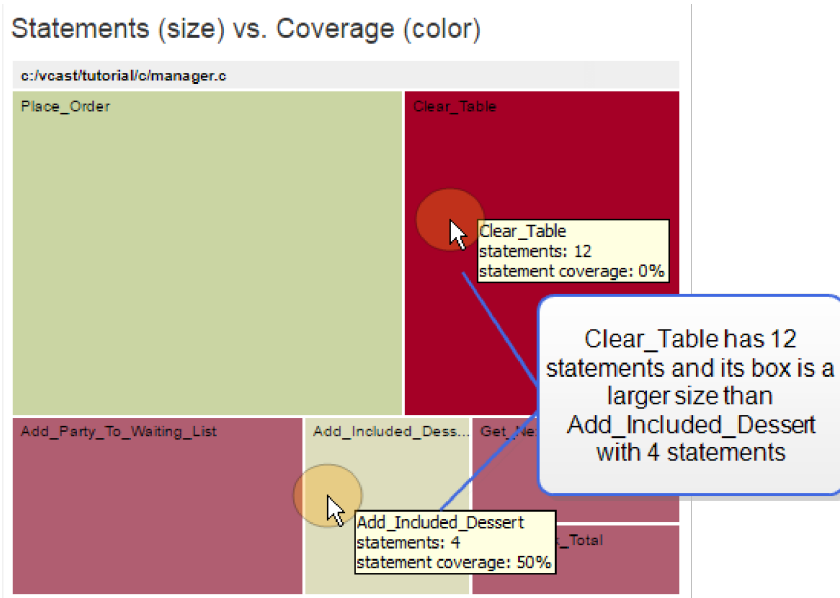 Statements (size) vs. Coverage (color)
c:/vcast/tutorial/c/manager.c
Place_Order
Clear_Table
Clear_Table
statements: 12
statement coverage: 0%
Clear_Table has 12
statements and its box is a
larger size than
Add_Included_Dessert
with 4 statements
Add_Party_To_Waiting_List
Add_Included_Dess...
Get_Ne
Add_Included_Dessert
statements: 4
statement coverage: 50%
_Total